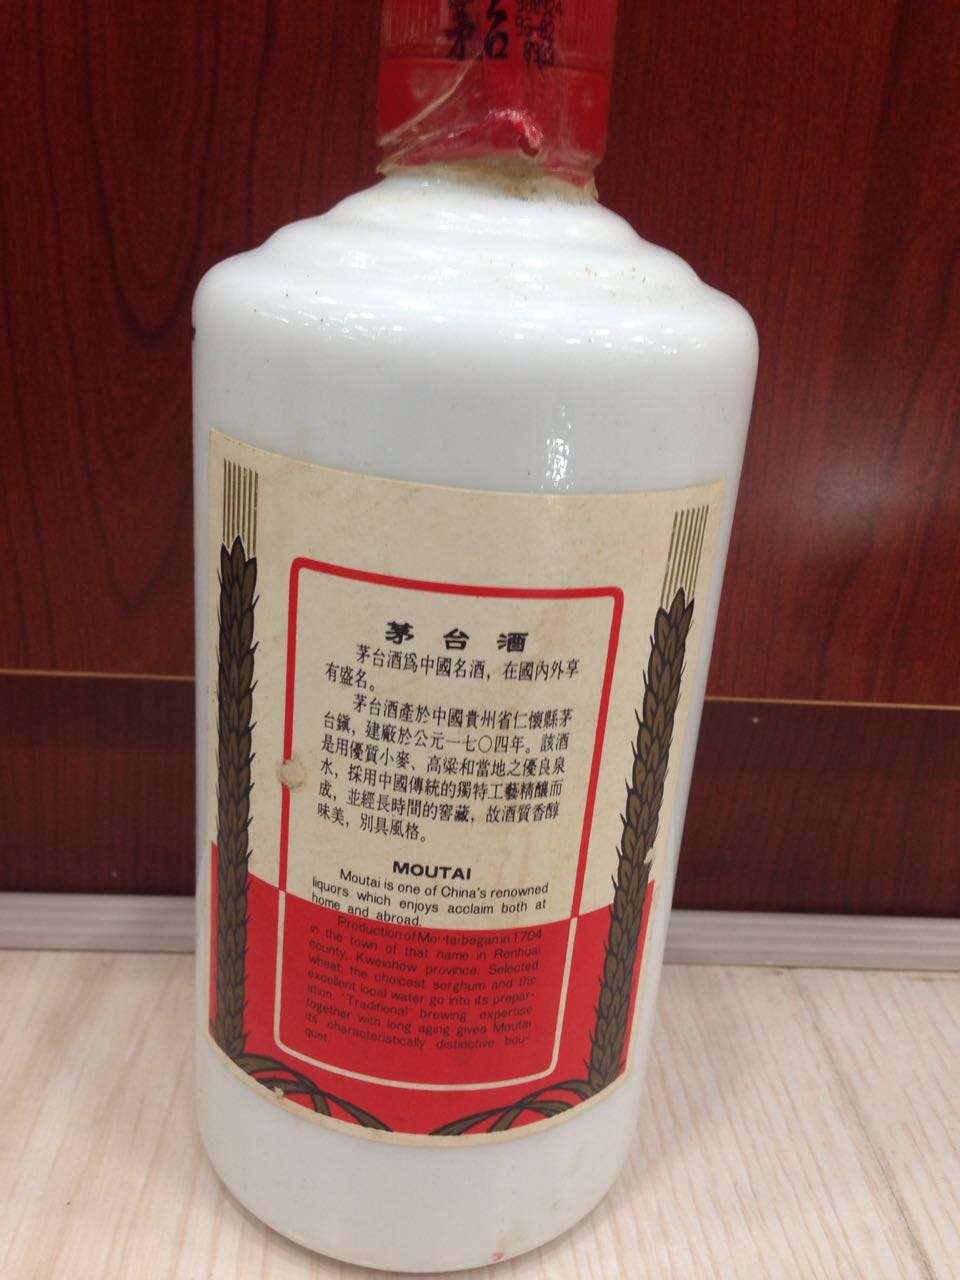 茅台
茅台酒
茅台酒爲中國名酒，在國內外享
有盛名。
茅台酒產於中國貴州省仁懷縣茅
台鎮，建廠於公元一七〇四年。該酒
是用優質小麥、高粱和當地之優良泉
水，採用中國傳統的獨特工藝精釀而
成，並經長時間的窖藏，故酒質香醇
味美，別具風格。
MOUTAI
Moutai is one of China's renowned
liquors which enjoys acclaim both at
home and abroad.
Production of Moutai began in 1704
in the town of that name in Renhuai
county, Kweichow province. Selected
wheat, the choicest sorghum and the
excellent local water go into its prepar-
ation. Traditional brewing expertise
together with long aging gives Moutai
its characteristically distinctive bou-
quet